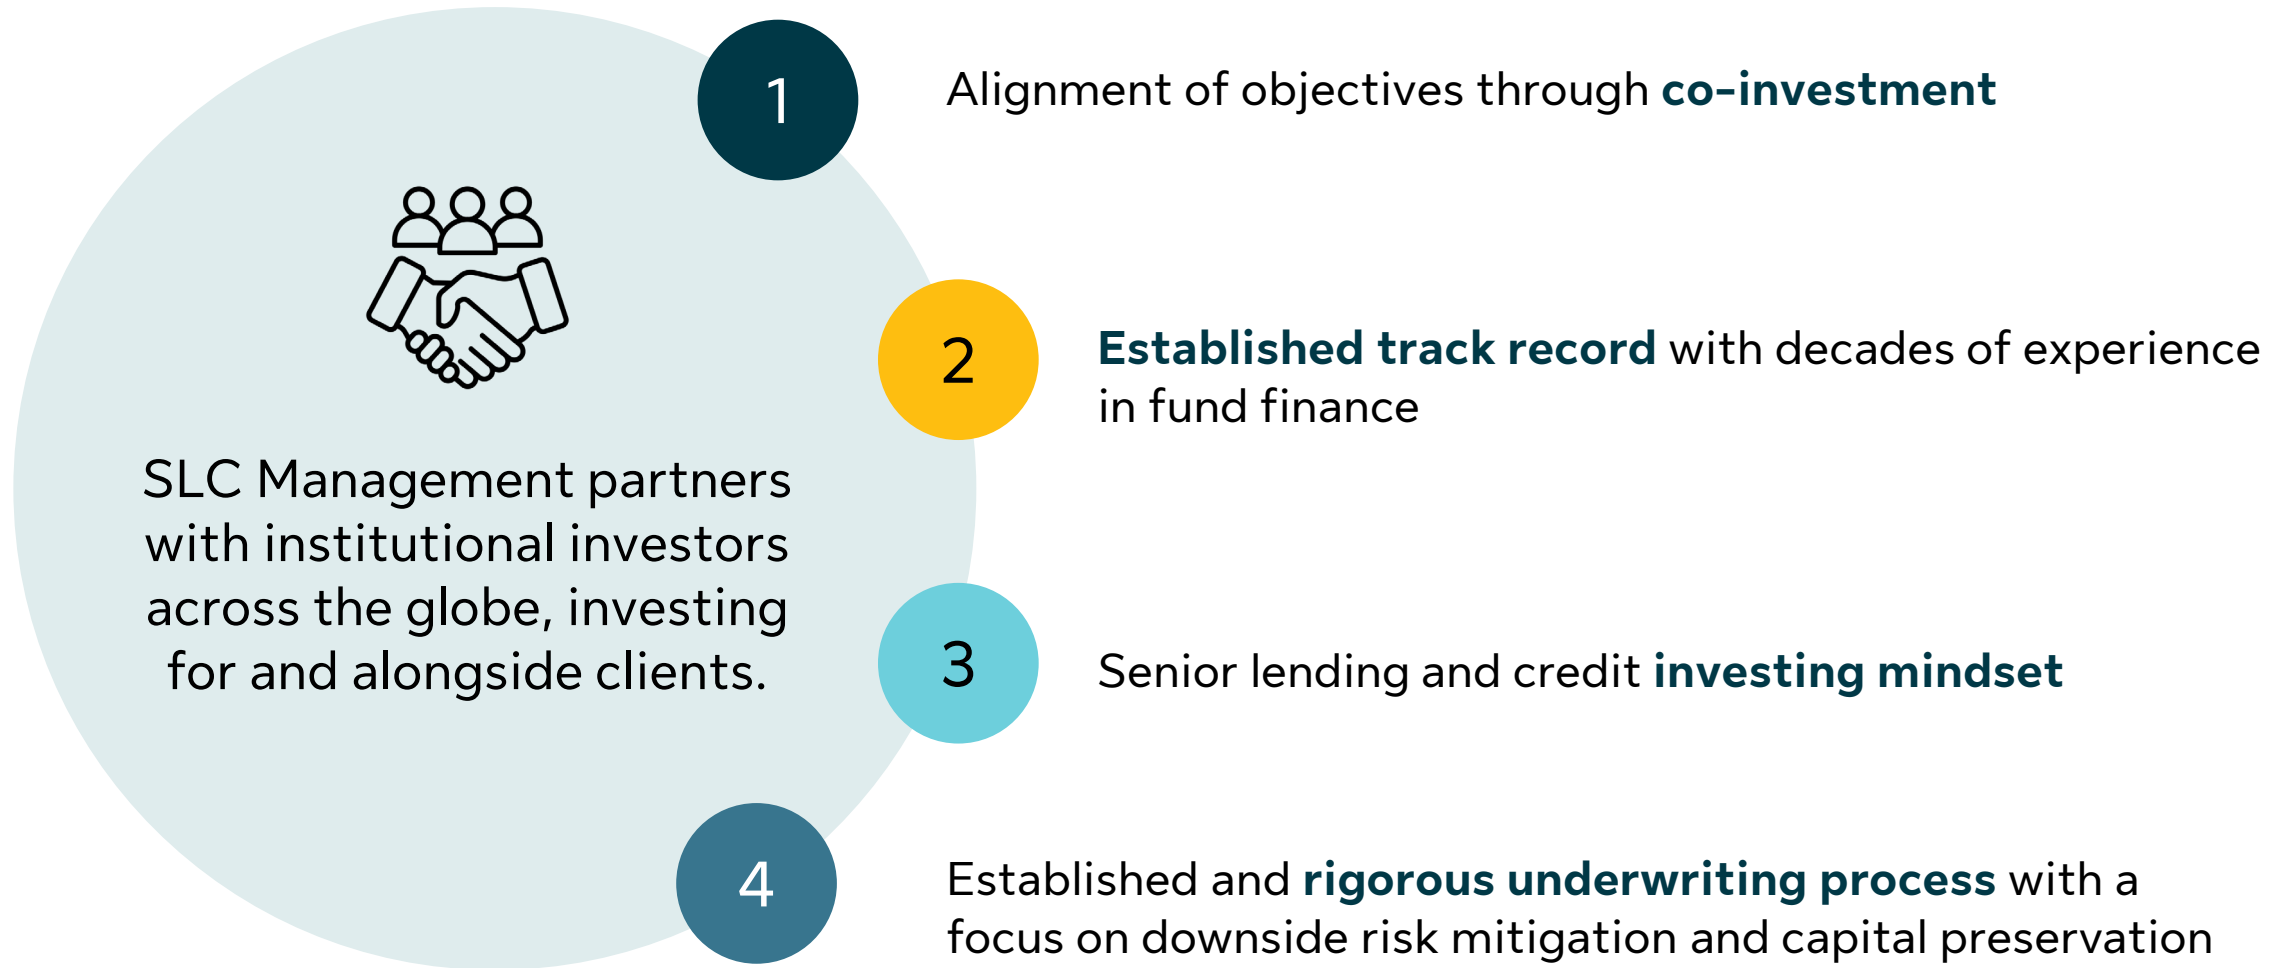 SLC Management partners
with institutional investors
across the globe, investing
for and alongside clients.
1
Alignment of objectives through co-investment
2
Established track record with decades of experience
in fund finance
3
Senior lending and credit investing mindset
4
Established and rigorous underwriting process with a
focus on downside risk mitigation and capital preservation